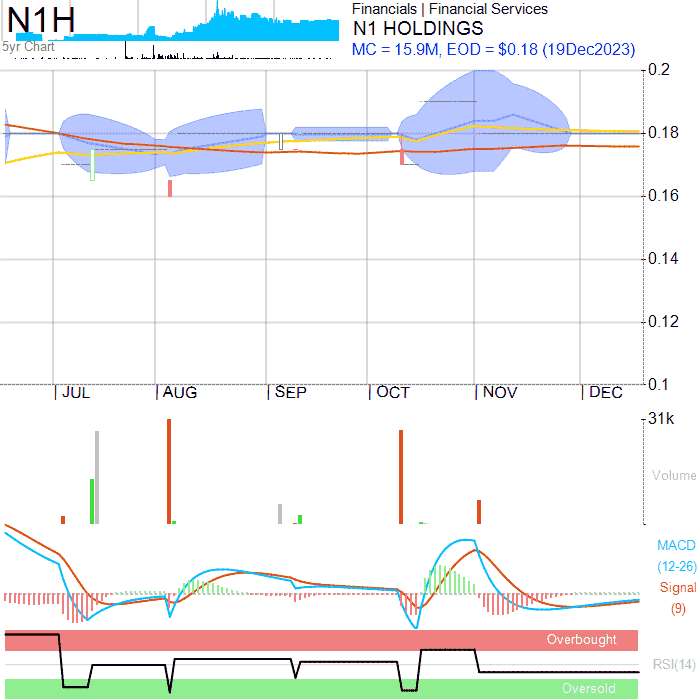 N1H
5yr Chart
Financials | Financial Services
N1 HOLDINGS
MC = 15.9M, EOD = $0.18 (19Dec2023)
0.2
0.18
0.16
0.14
0.12
0.1
JUL AUG SEP OCT NOV DEC
31k
Volume
MACD
(12-26)
Signal
(9)
Overbought
RSI(14)
Oversold